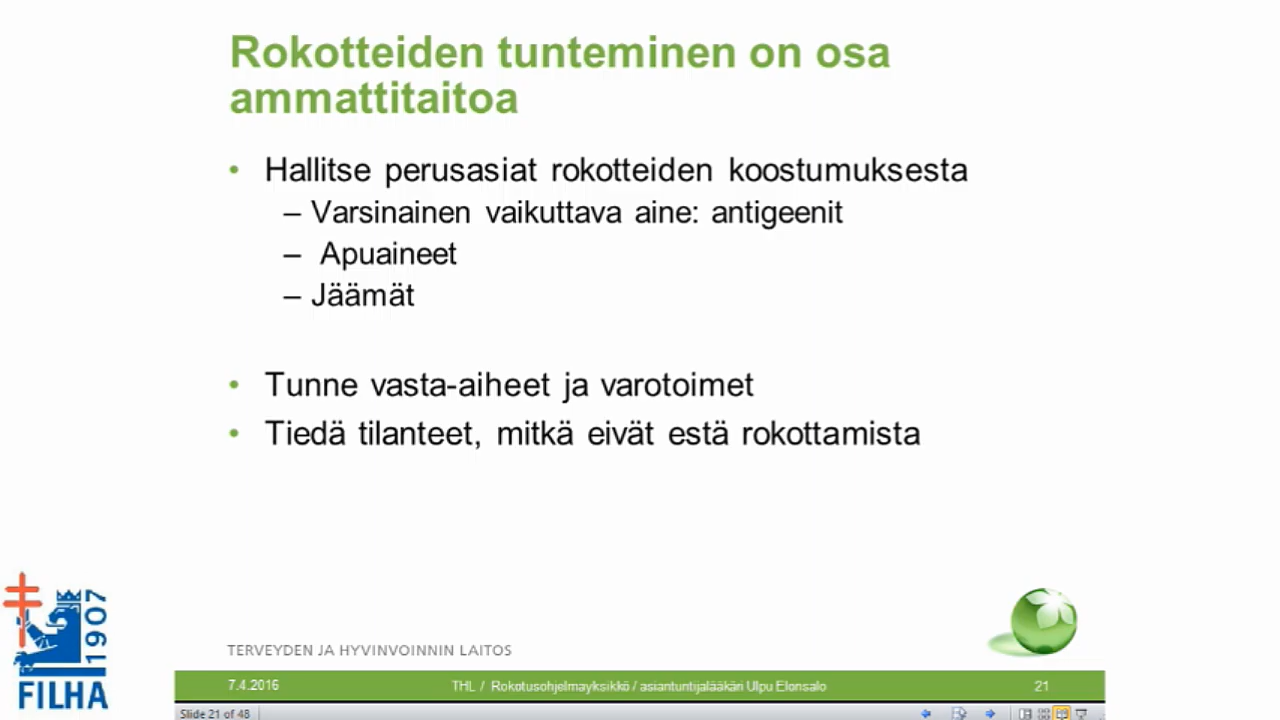 Rokotteiden tunteminen on osa
ammattitaitoa
• Hallitse perusasiat rokotteiden koostumuksesta
– Varsinainen vaikuttava aine: antigeenit
– Apuaineet
– Jäämät
• Tunne vasta-aiheet ja varotoimet
• Tiedä tilanteet, mitkä eivät estä rokottamista
1907
FILHA
TERVEYDEN JA HYVINVOINNIN LAITOS
7.4.2016 THL / Rokotusohjelmayksikkö / asiantuntijalääkäri Ulpu Elonsalo 21
Slide 21 of 48